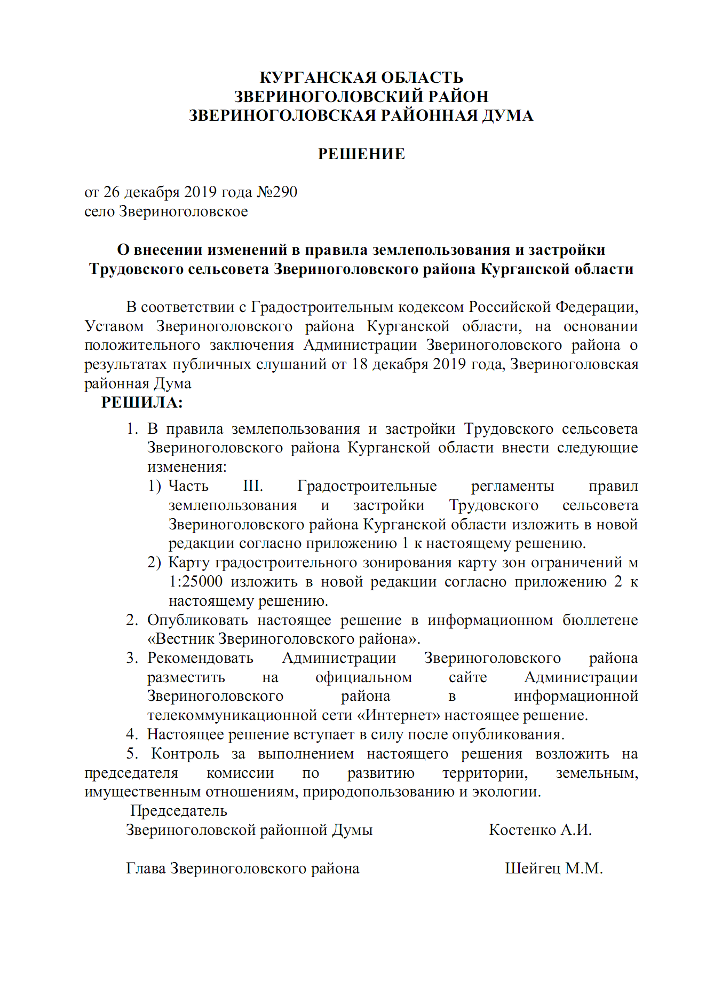 КУРГАНСКАЯ ОБЛАСТЬ
ЗВЕРИНОГОЛОВСКИЙ РАЙОН
ЗВЕРИНОГОЛОВСКАЯ РАЙОННАЯ ДУМА
РЕШЕНИЕ
от 26 декабря 2019 года №290
село Звериноголовское
О внесении изменений в правила землепользования и застройки
Трудовского сельсовета Звериноголовского района Курганской области
В соответствии с Градостроительным кодексом Российской Федерации,
Уставом Звериноголовского района Курганской области, на основании
положительного заключения Администрации Звериноголовского района о
результатах публичных слушаний от 18 декабря 2019 года, Звериноголовская
районная Дума
РЕШИЛА:
1. В правила землепользования и застройки Трудовского сельсовета
Звериноголовского района Курганской области внести следующие
изменения:
1) Часть III. Градостроительные регламенты правил
землепользования и застройки Трудовского сельсовета
Звериноголовского района Курганской области изложить в новой
редакции согласно приложению 1 к настоящему решению.
2) Карту градостроительного зонирования карту зон ограничений м
1:25000 изложить в новой редакции согласно приложению 2 к
настоящему решению.
2. Опубликовать настоящее решение в информационном бюллетене
«Вестник Звериноголовского района».
3. Рекомендовать Администрации Звериноголовского района
разместить на официальном сайте Администрации
Звериноголовского района в информационной
телекоммуникационной сети «Интернет» настоящее решение.
4. Настоящее решение вступает в силу после опубликования.
5. Контроль за выполнением настоящего решения возложить на
председателя комиссии по развитию территории, земельным,
имущественным отношениям, природопользованию и экологии.
Председатель
Звериноголовской районной Думы Костенко А.И.
Глава Звериноголовского района Шейгец М.М.